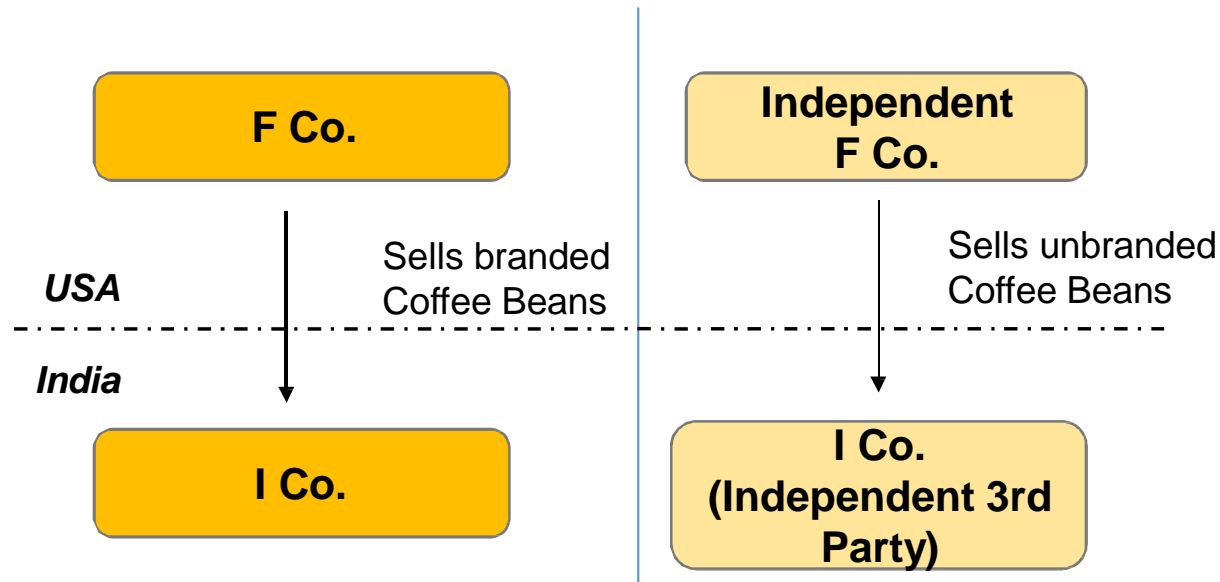 F Co.
Independent
F Co.
Sells branded
Coffee Beans
Sells unbranded
Coffee Beans
USA
India
I Co.
I Co.
(Independent 3rd
Party)